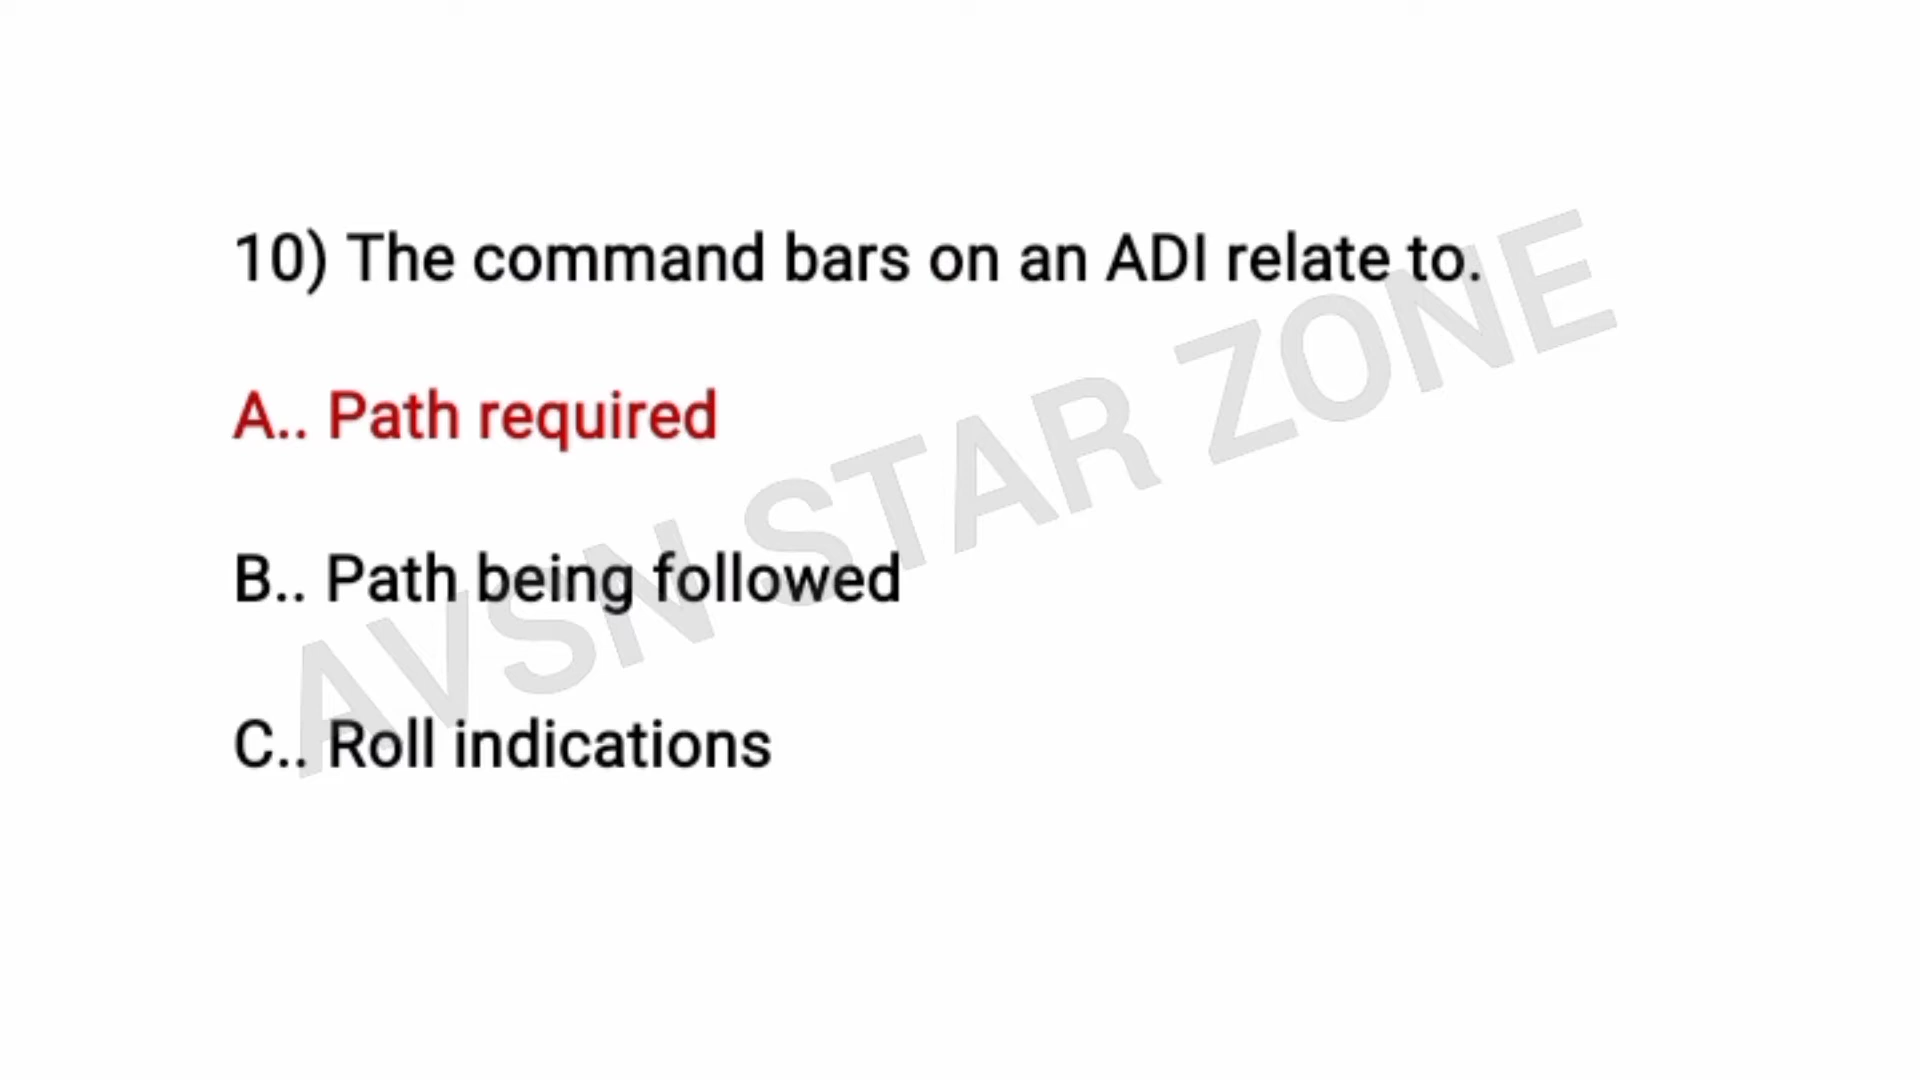 10) The command bars on an ADI relate to.
A.. Path required
B.. Path being followed
C.. Roll indications
AVSN STAR ZONE